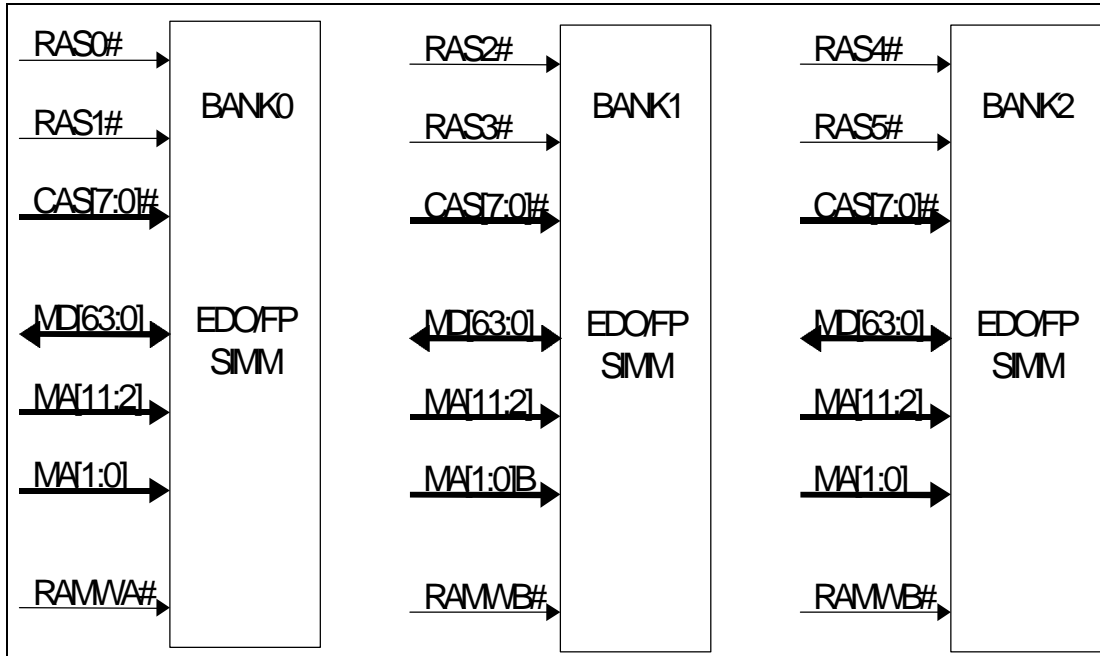 RAS0#
RAS1#
BANK0
CAS[7:0]#
MD[63:0]
EDO/FP
SIMM
MA[11:2]
MA[1:0]
RAMWA#
RAS2#
RAS3#
BANK1
CAS[7:0]#
MD[63:0]
EDO/FP
SIMM
MA[11:2]
MA[1:0]B
RAMWB#
RAS4#
RAS5#
BANK2
CAS[7:0]#
MD[63:0]
EDO/FP
SIMM
MA[11:2]
MA[1:0]
RAMWB#